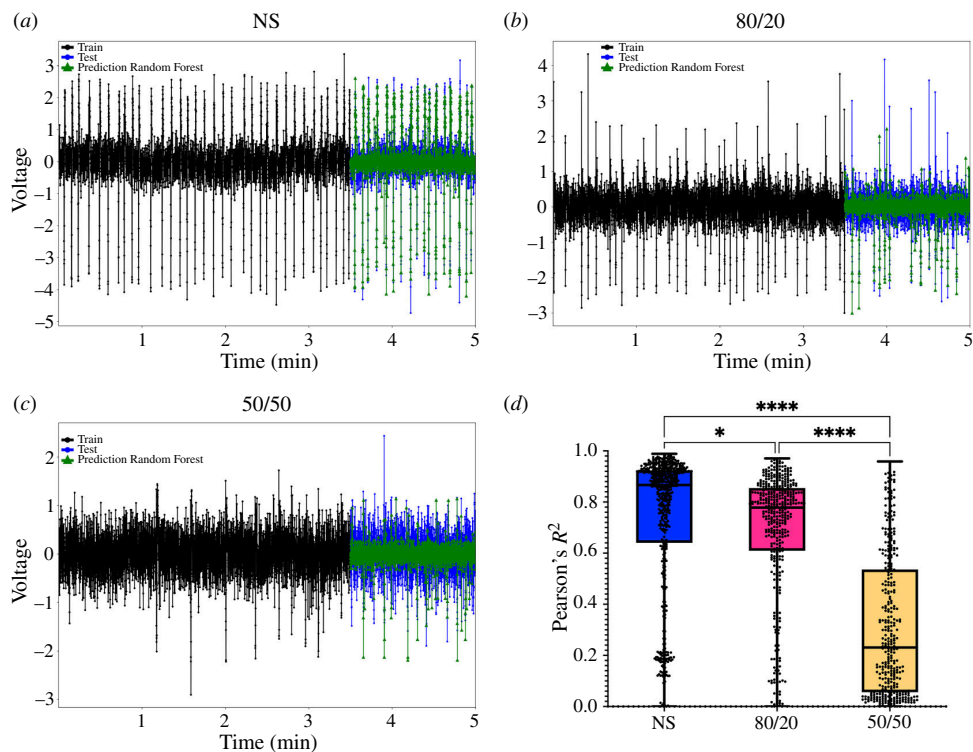 (a) NS
Train
Test
Prediction Random Forest
3
2
1
0
−1
−2
−3
−4
−5
Voltage
1 2 3 4 5
Time (min)
(b) 80/20
Train
Test
Prediction Random Forest
4
3
2
1
0
−1
−2
−3
1 2 3 4 5
Time (min)
(c) 50/50
Train
Test
Prediction Random Forest
2
1
0
−1
−2
−3
Voltage
1 2 3 4 5
Time (min)
(d)
****
* ****
1.0
0.8
0.6
0.4
0.2
0.0
Pearson's R²
NS 80/20 50/50